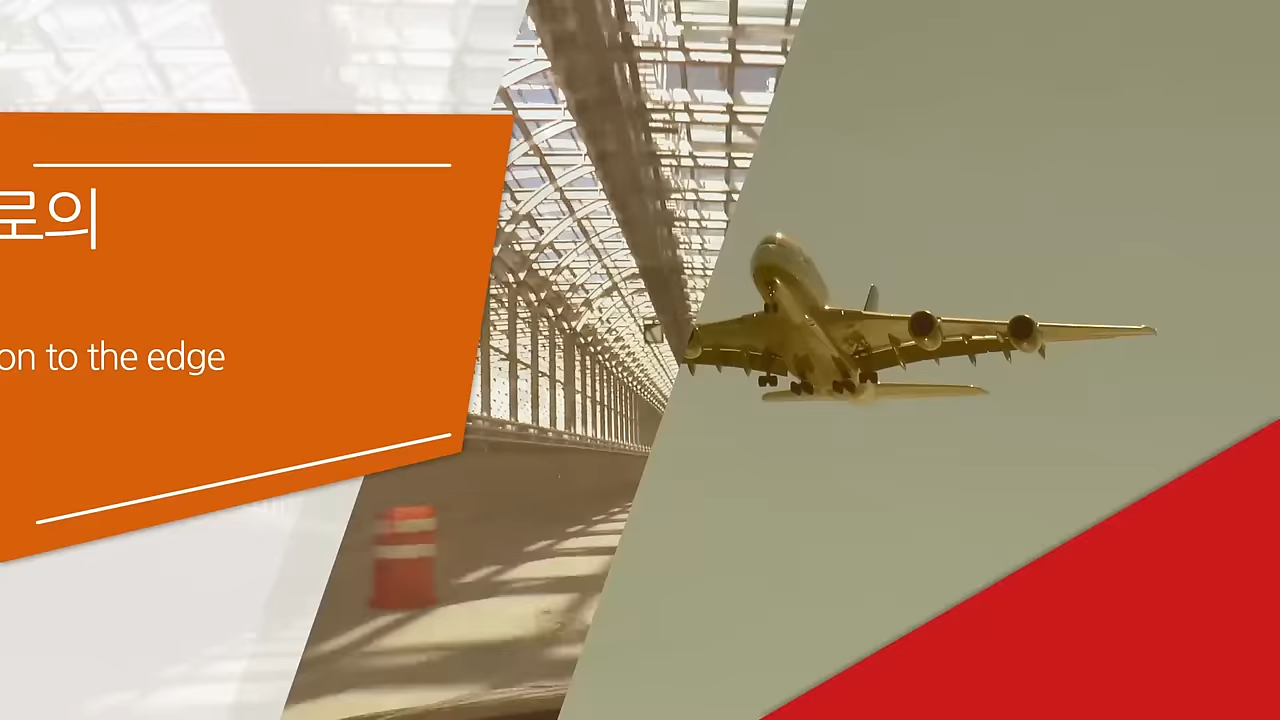 로의
on to the edge